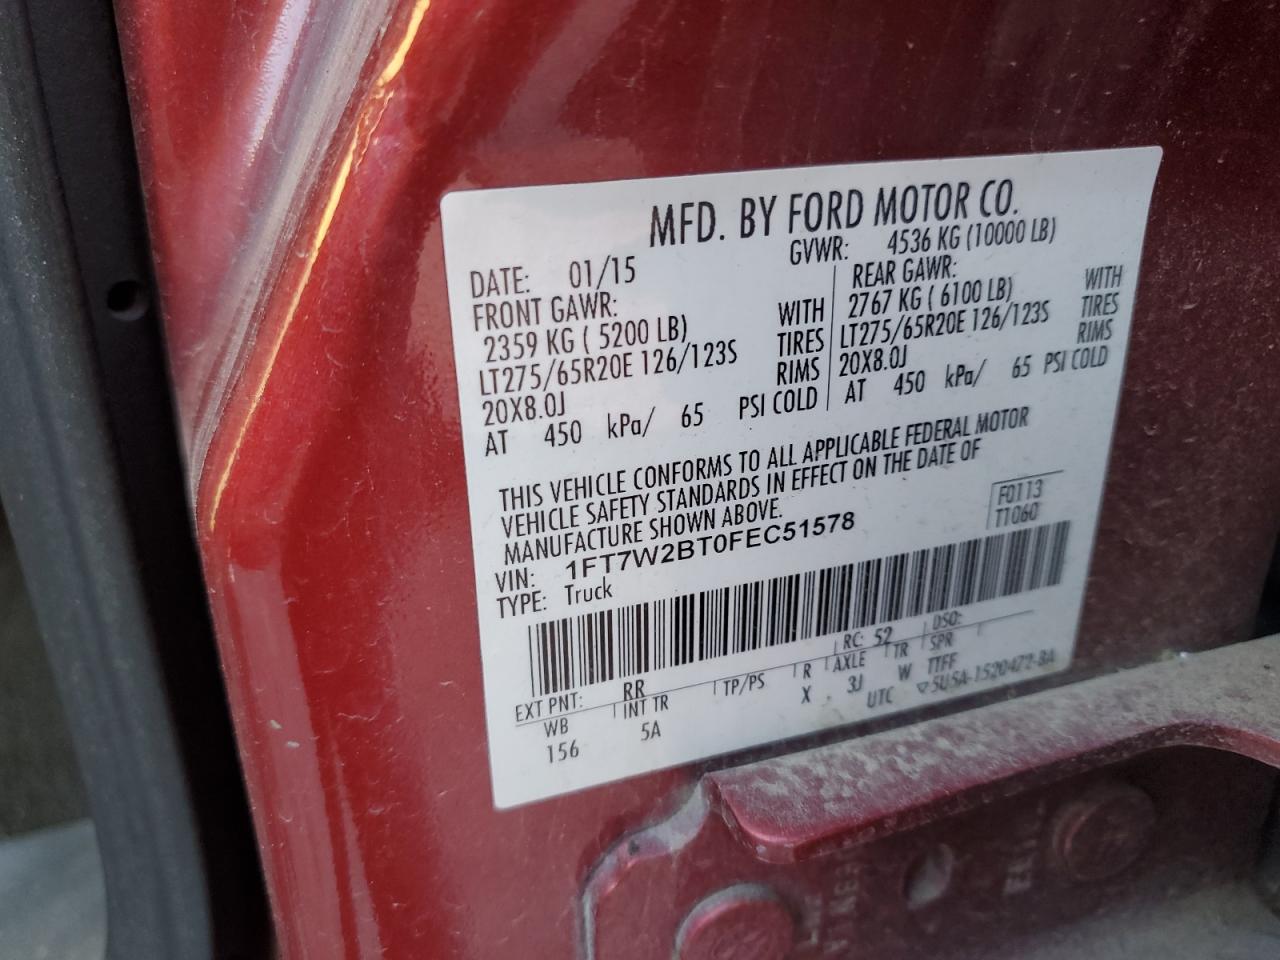 MFD. BY FORD MOTOR CO.
DATE: 01/15 GVWR: 4536 KG (10000 LB)
FRONT GAWR: REAR GAWR:
2359 KG ( 5200 LB) WITH 2767 KG ( 6100 LB) WITH
LT275/65R20E 126/123S TIRES LT275/65R20E 126/123S TIRES
20X8.0J RIMS 20X8.0J RIMS
AT 450 kPa/ 65 PSI COLD AT 450 kPa/ 65 PSI COLD
THIS VEHICLE CONFORMS TO ALL APPLICABLE FEDERAL MOTOR
VEHICLE SAFETY STANDARDS IN EFFECT ON THE DATE OF
MANUFACTURE SHOWN ABOVE.
F0113
T1060
VIN: 1FT7W2BT0FEC51578
TYPE: Truck
EXT PNT: RR RC: 52 DSO:
WB INT TR TP/PS R AXLE TR SPR
156 5A X 3J W TTFF
UTC ▽5U5A-1520472-BA